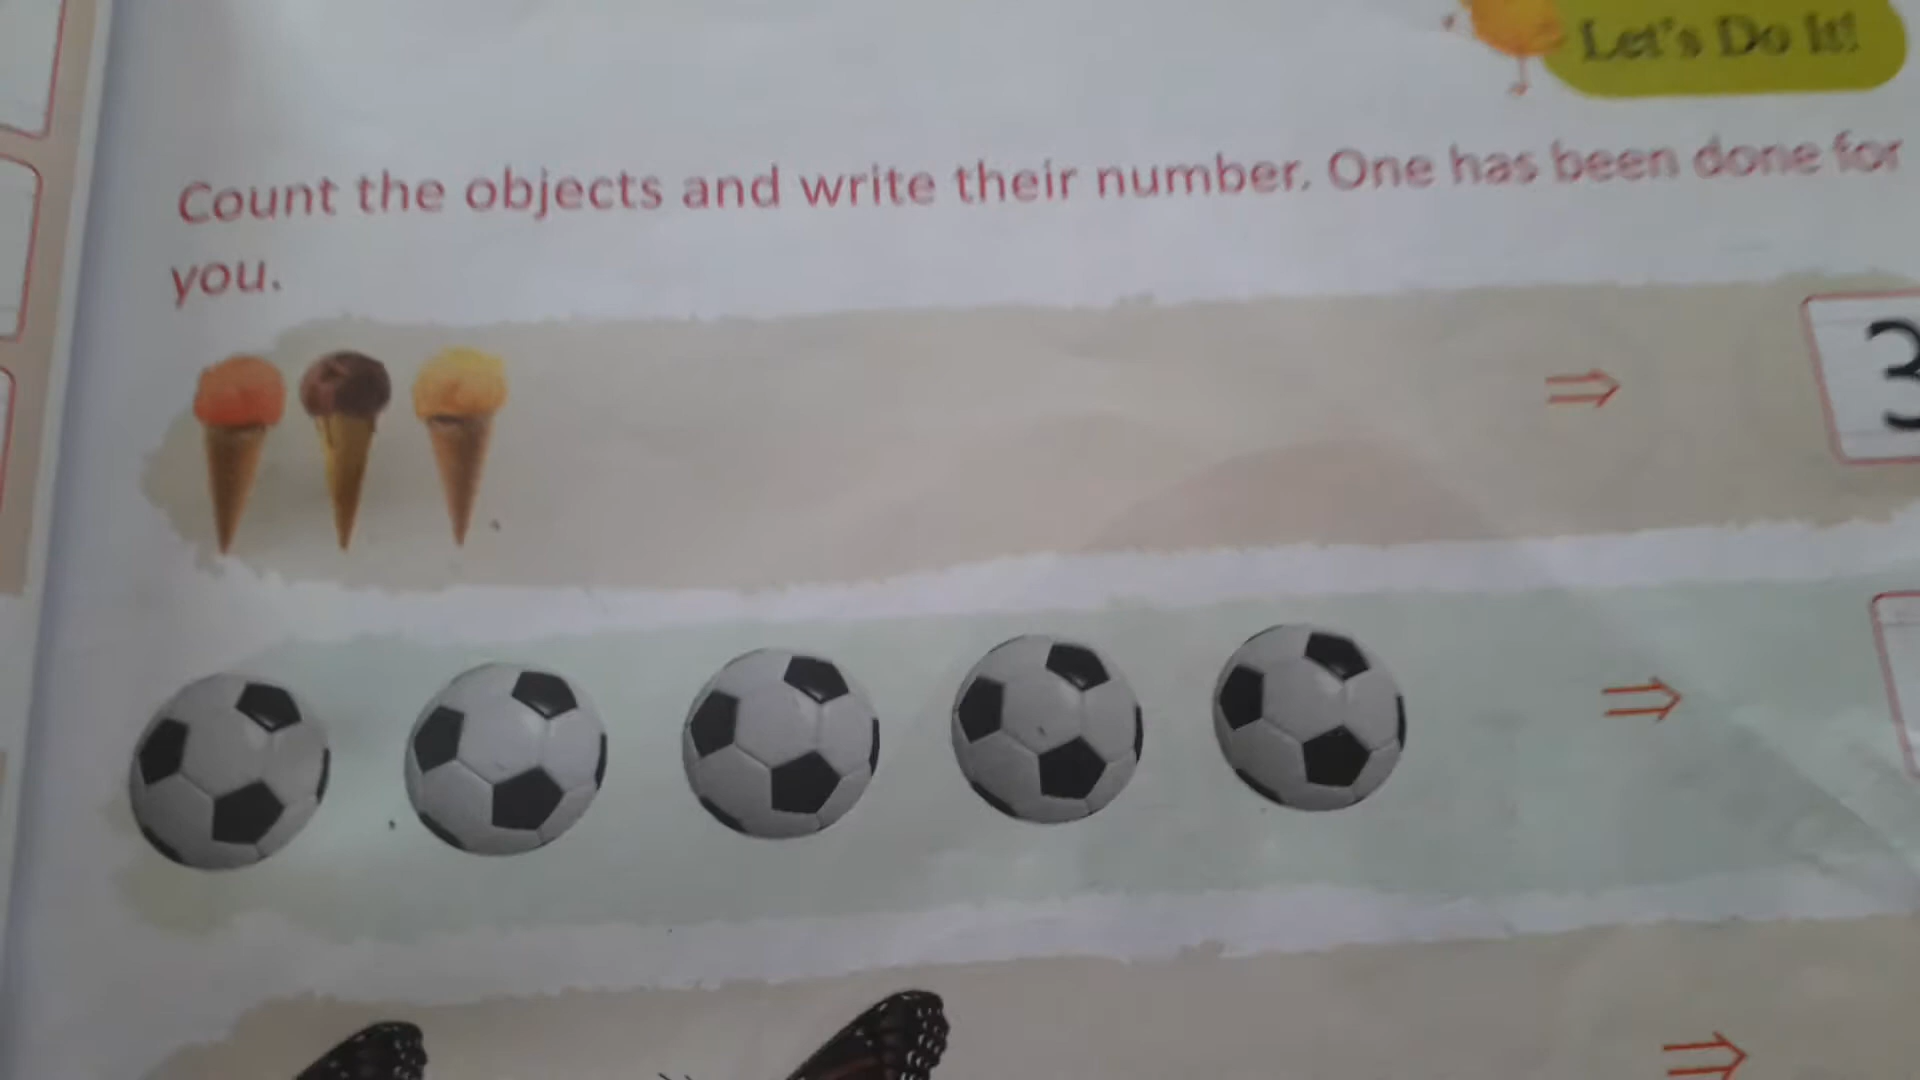 Let's Do It!
Count the objects and write their number. One has been done for
you.
3